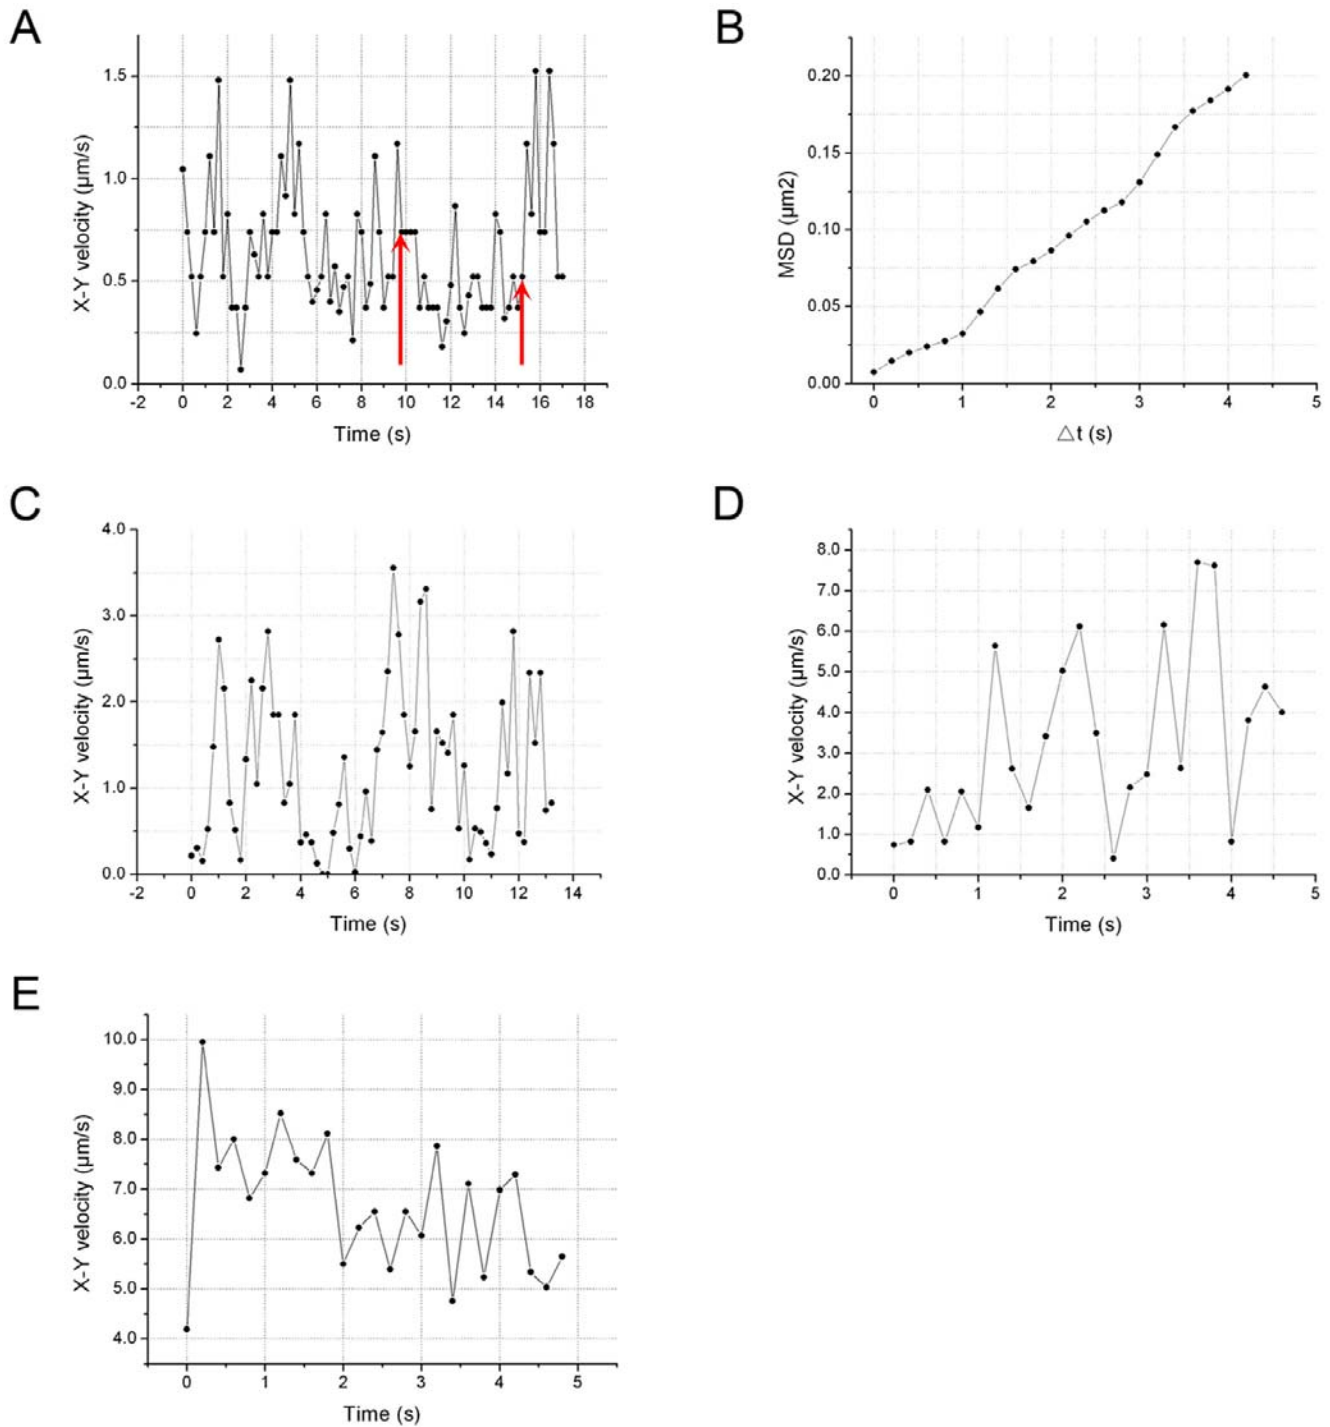 A
X-Y velocity (μm/s)
1.5
1.0
0.5
0.0
-2 0 2 4 6 8 10 12 14 16 18
Time (s)
B
MSD (μm2)
0.20
0.15
0.10
0.05
0.00
0 1 2 3 4 5
△t (s)
C
X-Y velocity (μm/s)
4.0
3.0
2.0
1.0
0.0
-2 0 2 4 6 8 10 12 14
Time (s)
D
X-Y velocity (μm/s)
8.0
7.0
6.0
5.0
4.0
3.0
2.0
1.0
0.0
0 1 2 3 4 5
Time (s)
E
X-Y velocity (μm/s)
10.0
9.0
8.0
7.0
6.0
5.0
4.0
0 1 2 3 4 5
Time (s)